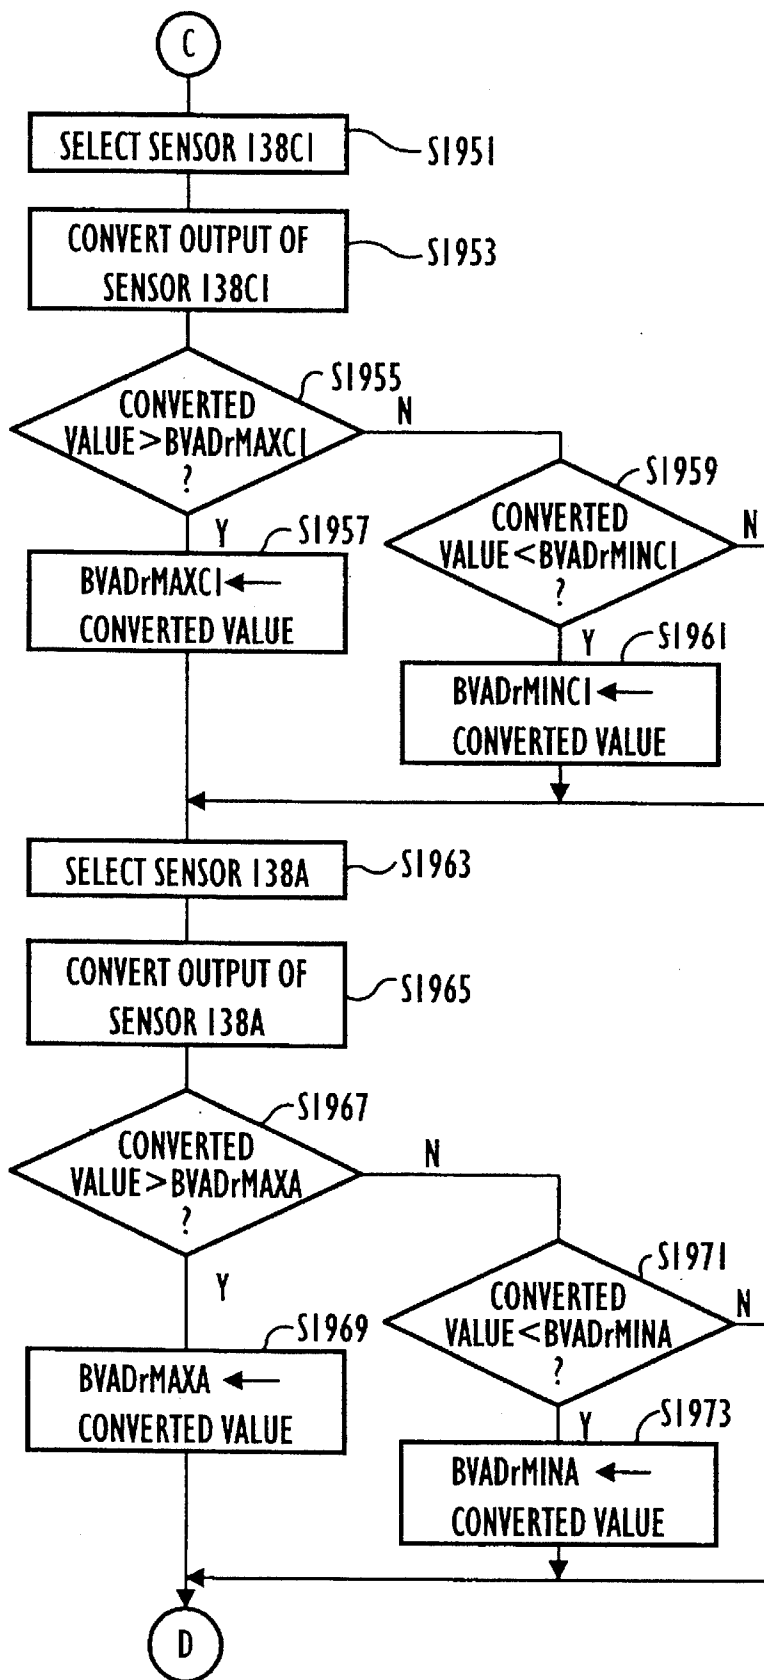 C
SELECT SENSOR 138C1
S1951
CONVERT OUTPUT OF
SENSOR 138C1
S1953
S1955
CONVERTED
VALUE>BVADrMAXC1
?
N
Y
S1957
BVADrMAXC1←
CONVERTED VALUE
S1959
CONVERTED
VALUE<BVADrMINC1
?
N
Y
S1961
BVADrMINC1←
CONVERTED VALUE
SELECT SENSOR 138A
S1963
CONVERT OUTPUT OF
SENSOR 138A
S1965
S1967
CONVERTED
VALUE>BVADrMAXA
?
N
Y
S1969
BVADrMAXA ←
CONVERTED VALUE
S1971
CONVERTED
VALUE<BVADrMINA
?
N
Y
S1973
BVADrMINA ←
CONVERTED VALUE
D